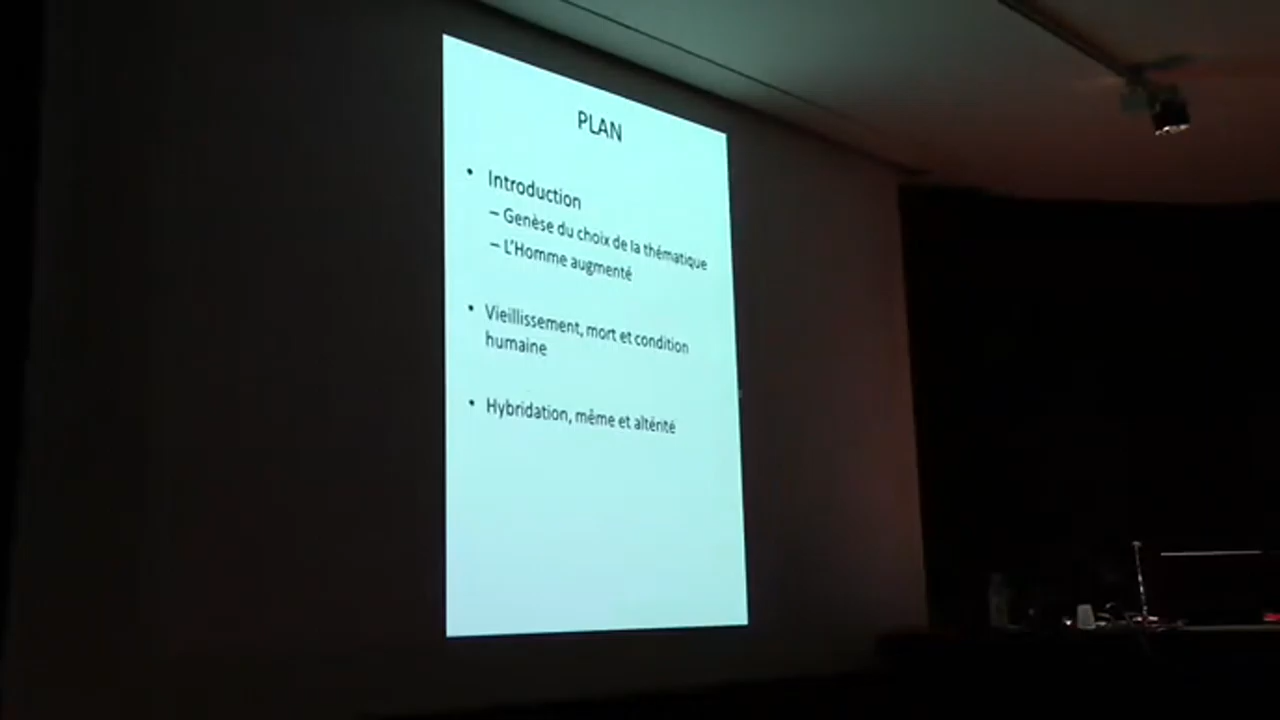 PLAN
• Introduction
– Genèse du choix de la thématique
– L'Homme augmenté
• Vieillissement, mort et condition
humaine
• Hybridation, même et altérité